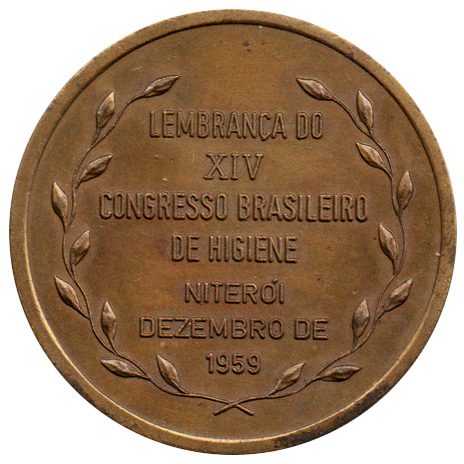 LEMBRANÇA DO
XIV
CONGRESSO BRASILEIRO
DE HIGIENE
NITERÓI
DEZEMBRO DE
1959